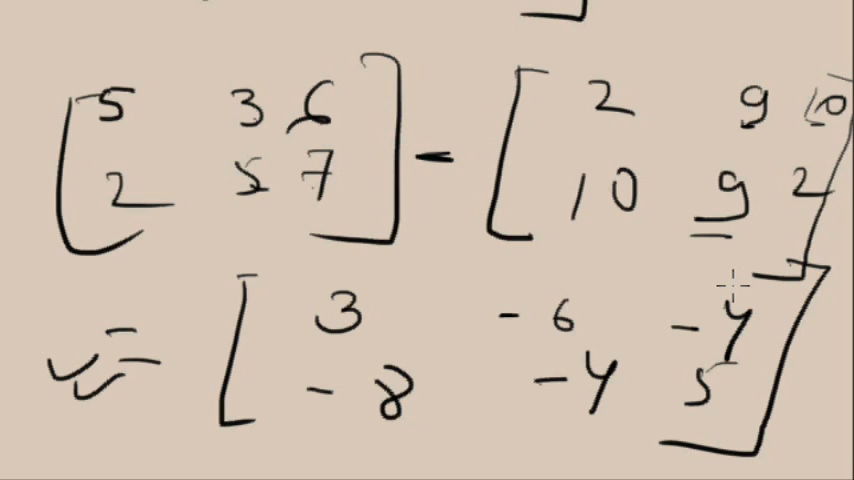 [ 5 3 6 ] - [ 2 9 10 ]
[ 2 5 7 ] [ 10 9 2 ]
= [ 3 - 6 - 4 ]
[ - 8 - 4 5 ]